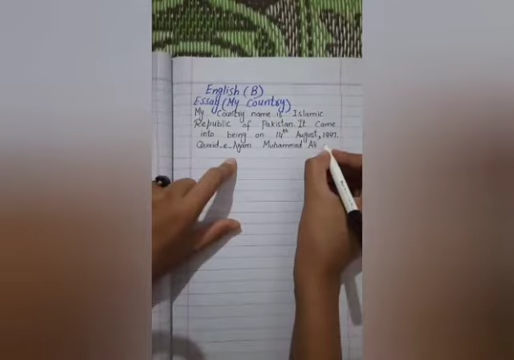 English (B)
Essay (My Country)
My Country name is Islamic
Republic of Pakistan. It came
into being on 14th August, 1947.
Quaid-e-Azam Muhammad Ali